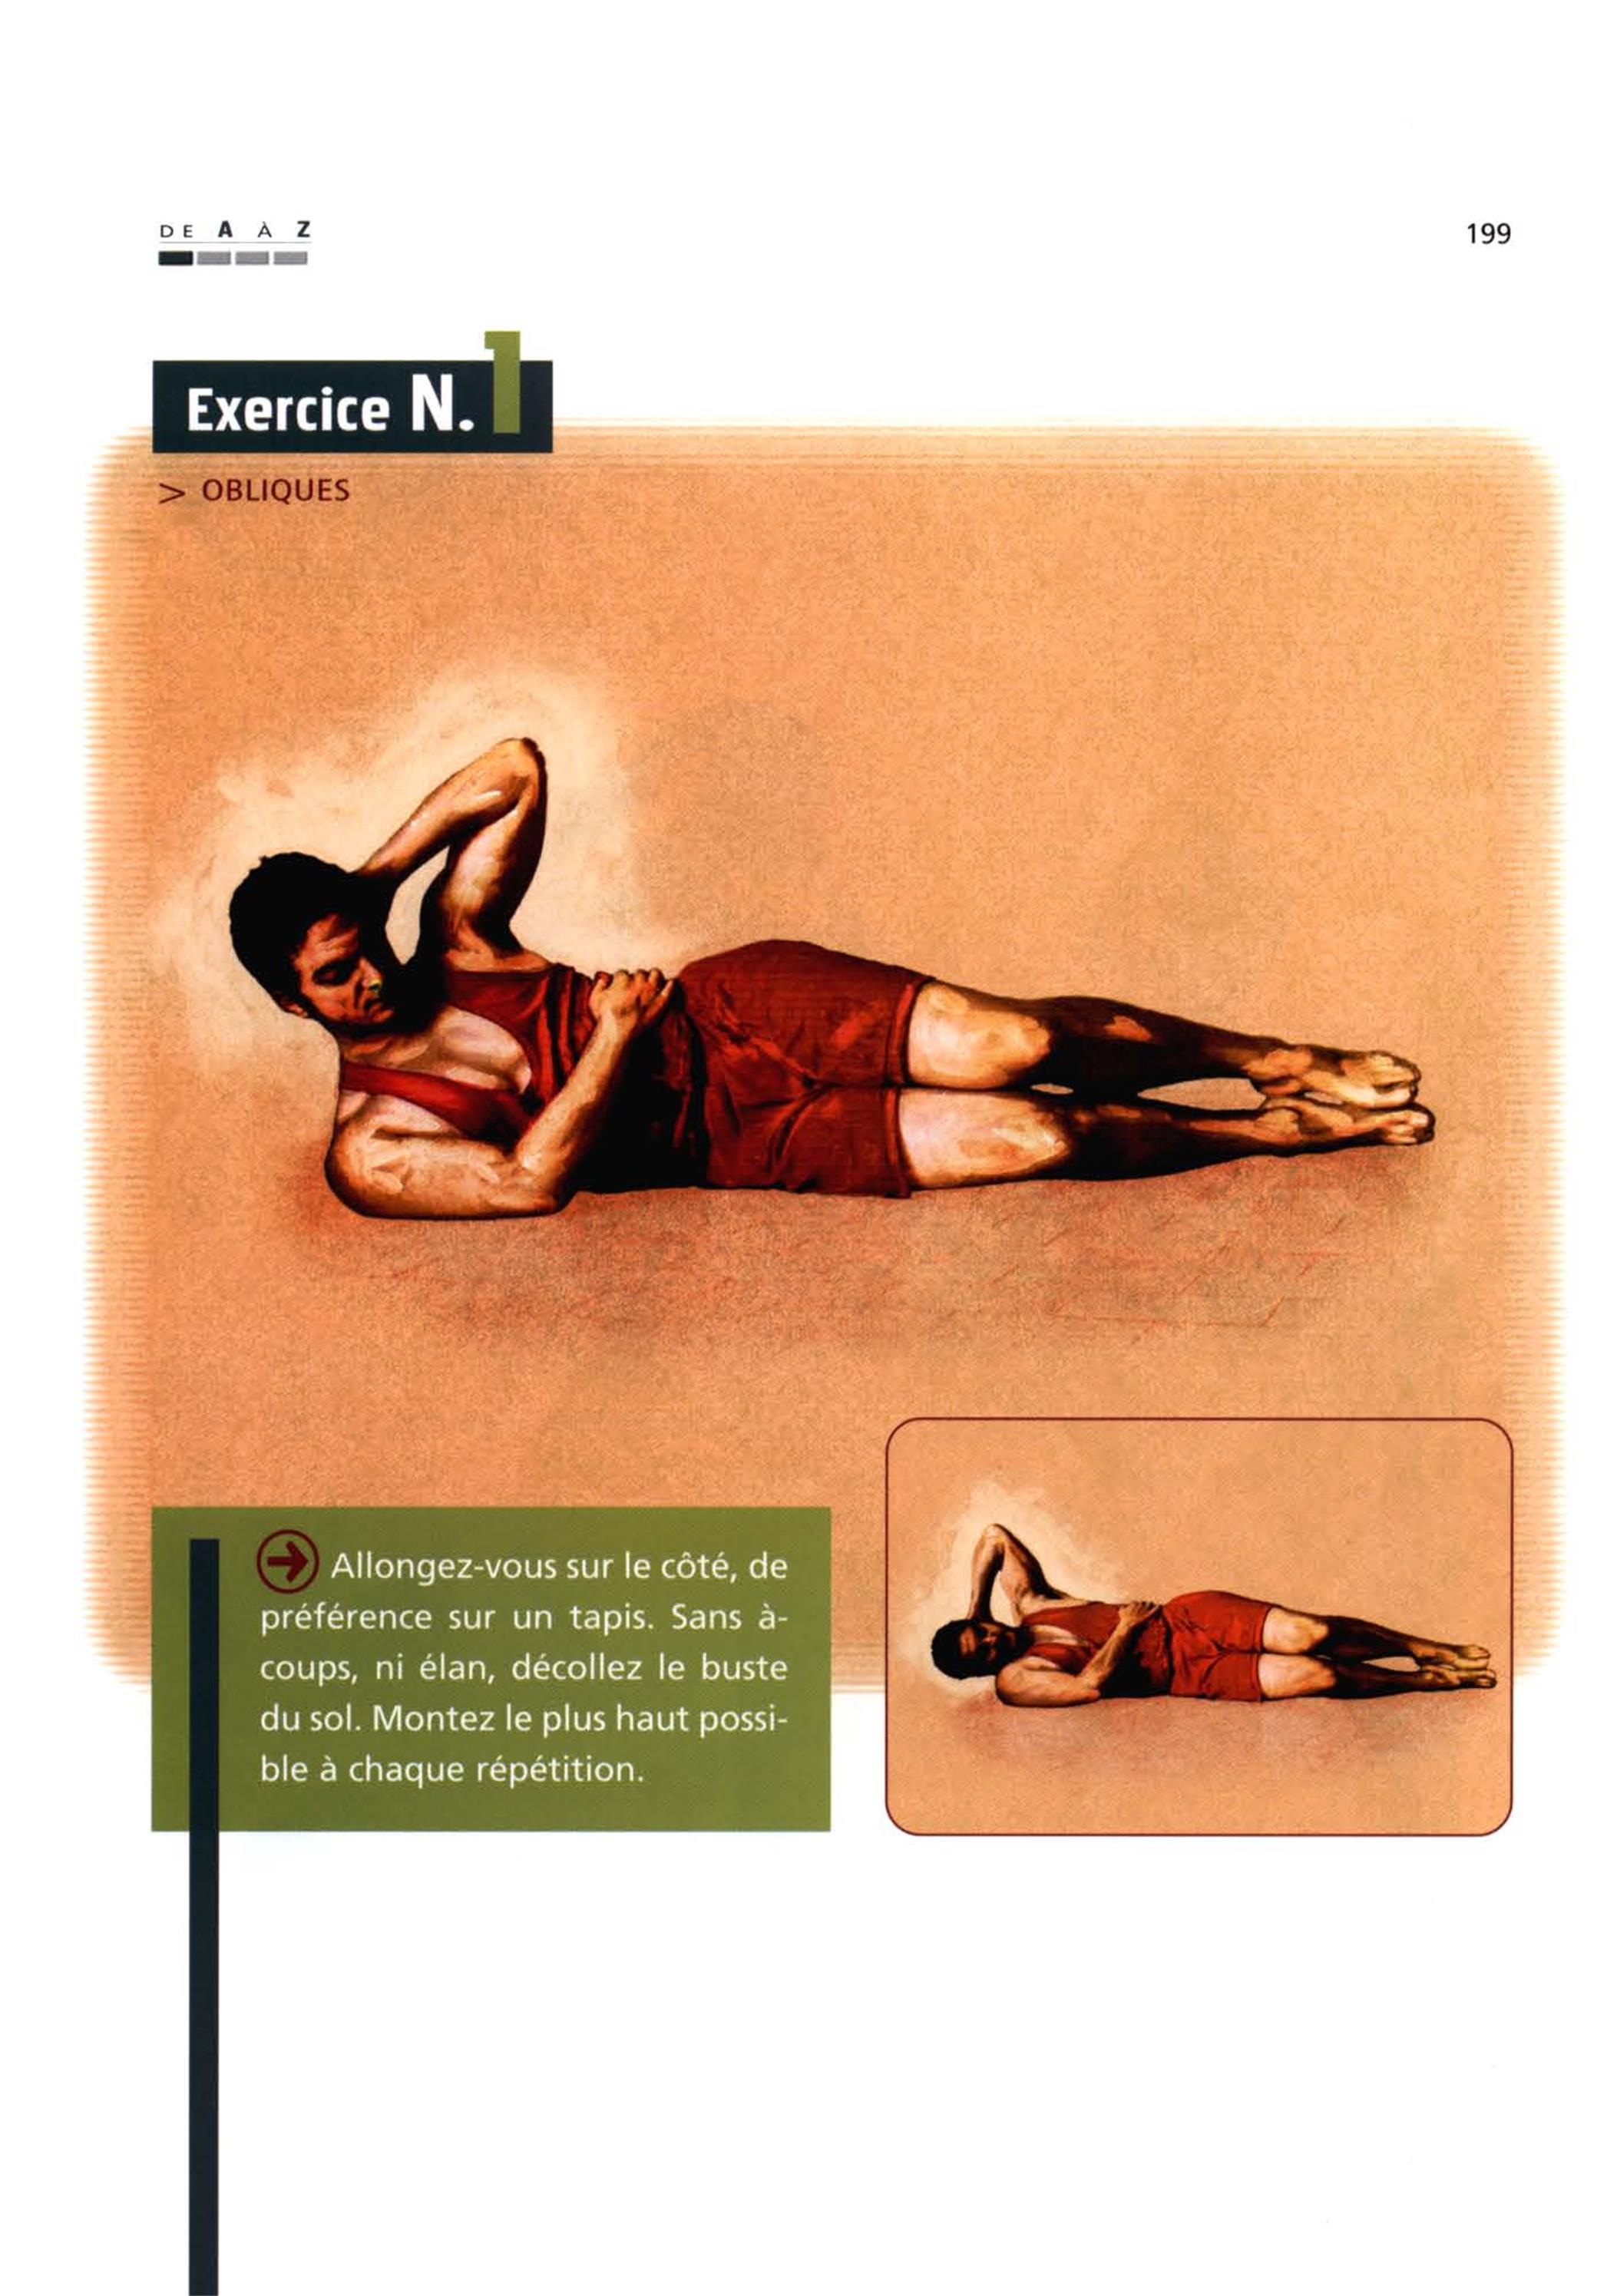 DE A À Z
199
Exercice N.1
> OBLIQUES
Allongez-vous sur le côté, de
préférence sur un tapis. Sans à-
coups, ni élan, décollez le buste
du sol. Montez le plus haut possi-
ble à chaque répétition.